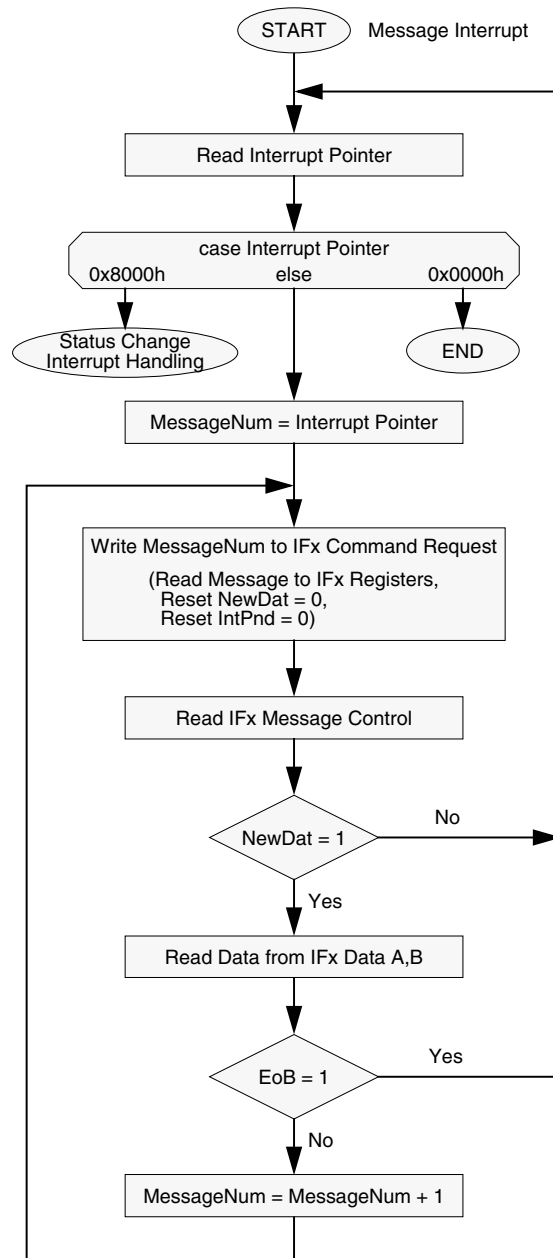 START
Message Interrupt
Read Interrupt Pointer
case Interrupt Pointer
0x8000h
else
0x0000h
Status Change
Interrupt Handling
END
MessageNum = Interrupt Pointer
Write MessageNum to IFx Command Request
(Read Message to IFx Registers,
Reset NewDat = 0,
Reset IntPnd = 0)
Read IFx Message Control
NewDat = 1
No
Yes
Read Data from IFx Data A,B
EoB = 1
Yes
No
MessageNum = MessageNum + 1